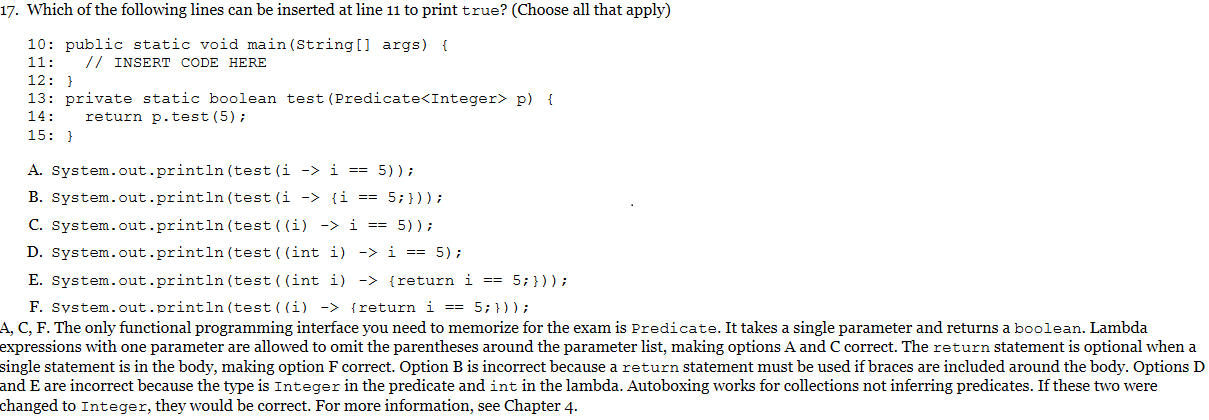 17. Which of the following lines can be inserted at line 11 to print true? (Choose all that apply)
10: public static void main(String[] args) {
11:    // INSERT CODE HERE
12: }
13: private static boolean test(Predicate<Integer> p) {
14:    return p.test(5);
15: }
A. System.out.println(test(i -> i == 5));
B. System.out.println(test(i -> {i == 5;}));
C. System.out.println(test((i) -> i == 5));
D. System.out.println(test((int i) -> i == 5);
E. System.out.println(test((int i) -> {return i == 5;}));
F. System.out.println(test((i) -> {return i == 5;}));
A, C, F. The only functional programming interface you need to memorize for the exam is Predicate. It takes a single parameter and returns a boolean. Lambda
expressions with one parameter are allowed to omit the parentheses around the parameter list, making options A and C correct. The return statement is optional when a
single statement is in the body, making option F correct. Option B is incorrect because a return statement must be used if braces are included around the body. Options D
and E are incorrect because the type is Integer in the predicate and int in the lambda. Autoboxing works for collections not inferring predicates. If these two were
changed to Integer, they would be correct. For more information, see Chapter 4.